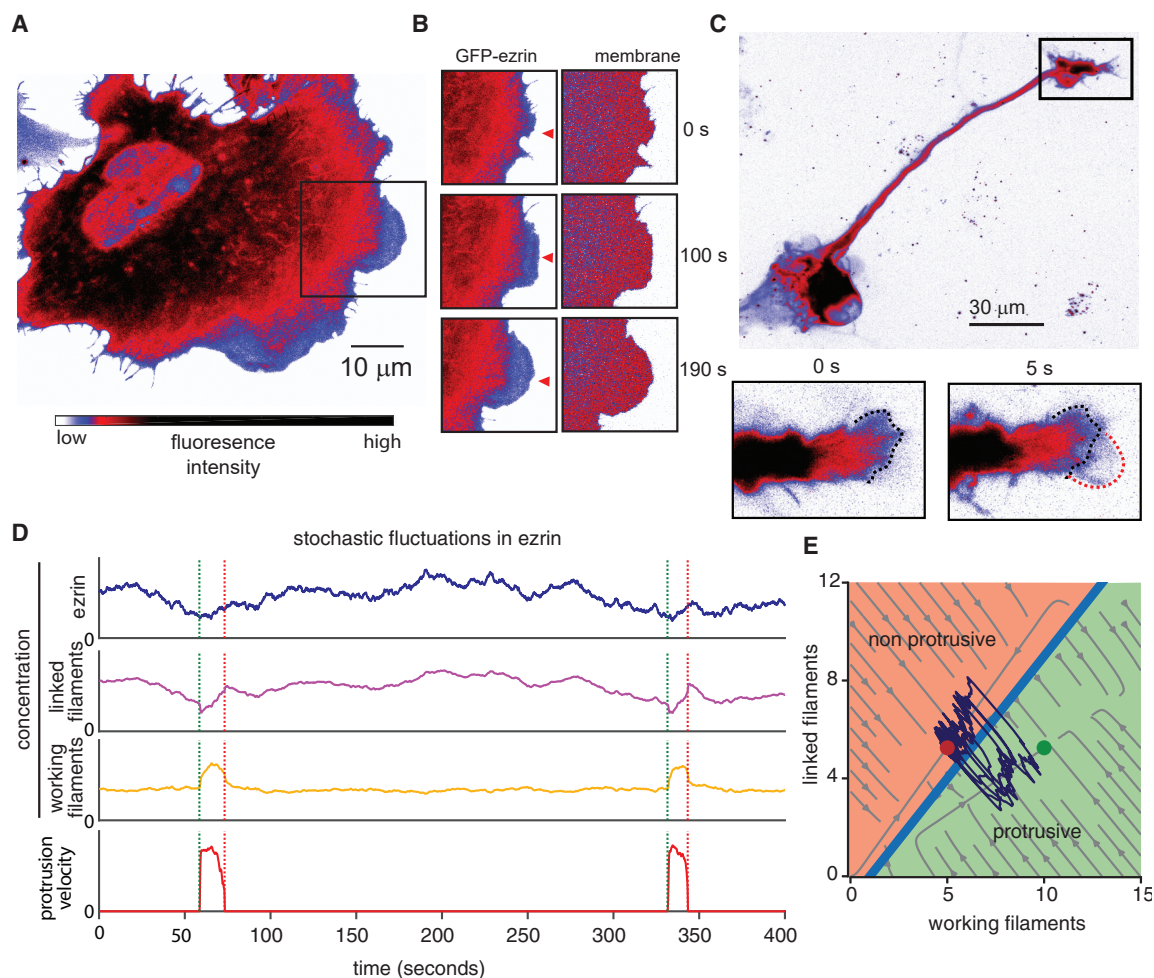 A
10 μm
low
fluoresence
intensity
high
B
GFP-ezrin
membrane
0 s
100 s
190 s
C
30 μm
0 s
5 s
D
stochastic fluctuations in ezrin
concentration
ezrin
0
linked
filaments
0
working
filaments
0
protrusion
velocity
0
0 50 100 150 200 250 300 350 400
time (seconds)
E
12
8
4
0
linked filaments
non protrusive
protrusive
0 5 10 15
working filaments